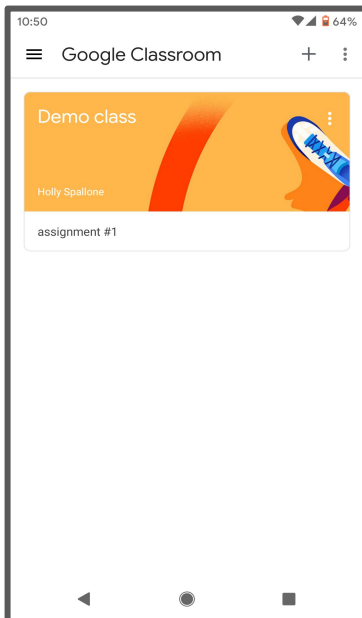 10:50
64%
Google Classroom
Demo class
Holly Spallone
assignment #1